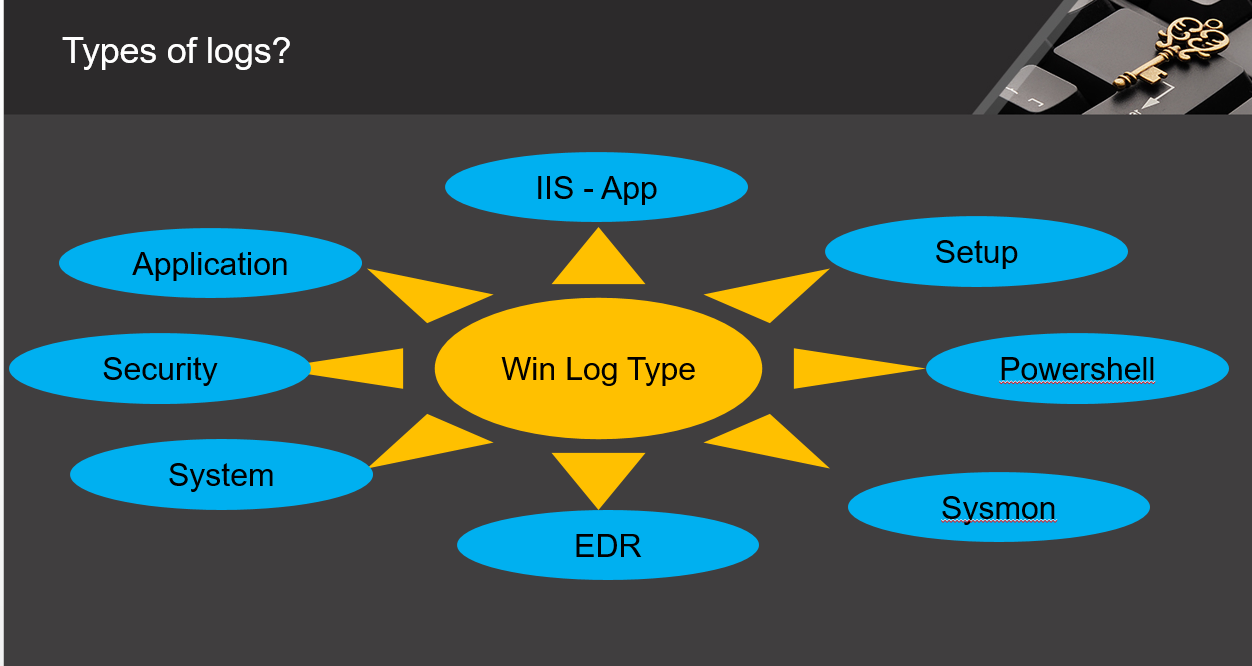 Types of logs?
IIS - App
Application
Setup
Security
Win Log Type
Powershell
System
Sysmon
EDR